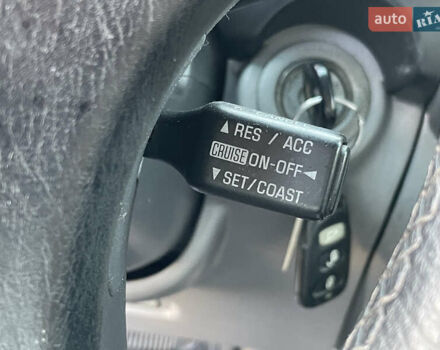 auto RIA
▲ RES / ACC
CRUISE ON-OFF ◄
▼ SET/COAST